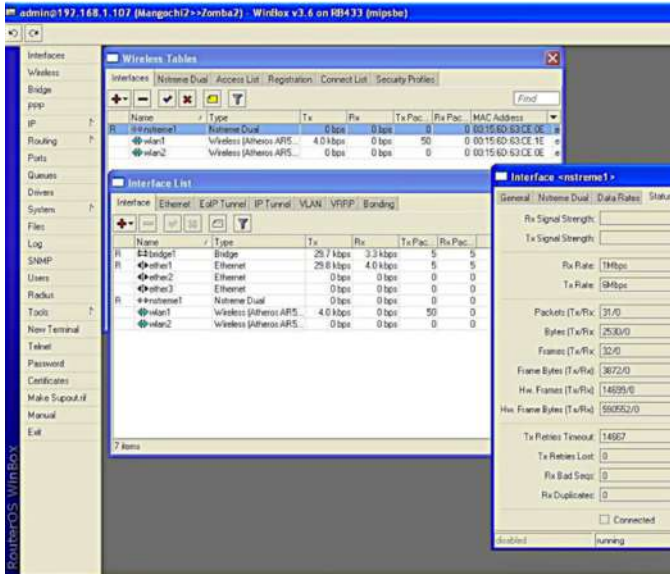 admin@192.168.1.107 (Mangochi2>>Zomba2) - WinBox v3.6 on RB433 (mipsbe)
Interfaces
Wireless
Bridge
PPP
IP
Routing
Ports
Queues
Drivers
System
Files
Log
SNMP
Users
Radius
Tools
New Terminal
Telnet
Password
Certificates
Make Supout.rif
Manual
Exit
RouterOS WinBox
Wireless Tables
Interfaces Nstreme Dual Access List Registration Connect List Security Profiles
Find
Name Type Tx Rx Tx Pac... Rx Pac... MAC Address
R nstreme1 Nstreme Dual 0 bps 0 bps 0 0 00:15:6D:63:CE:0E
wlan1 Wireless (Atheros AR5... 4.0 kbps 0 bps 50 0 00:15:6D:63:CE:1E
wlan2 Wireless (Atheros AR5... 0 bps 0 bps 0 0 00:15:6D:63:CE:0E
Interface List
Interface Ethernet EoIP Tunnel IP Tunnel VLAN VRRP Bonding
Name Type Tx Rx Tx Pac... Rx Pac...
R bridge1 Bridge 29.7 kbps 3.3 kbps 5 5
R ether1 Ethernet 29.8 kbps 4.0 kbps 5 5
ether2 Ethernet 0 bps 0 bps 0 0
ether3 Ethernet 0 bps 0 bps 0 0
R nstreme1 Nstreme Dual 0 bps 0 bps 0 0
wlan1 Wireless (Atheros AR5... 4.0 kbps 0 bps 50 0
wlan2 Wireless (Atheros AR5... 0 bps 0 bps 0 0
7 items
Interface <nstreme1>
General Nstreme Dual Data Rates Status
Rx Signal Strength:
Tx Signal Strength:
Rx Rate: 1Mbps
Tx Rate: 6Mbps
Packets (Tx/Rx): 31/0
Bytes (Tx/Rx): 2530/0
Frames (Tx/Rx): 32/0
Frame Bytes (Tx/Rx): 3872/0
Hw. Frames (Tx/Rx): 14699/0
Hw. Frame Bytes (Tx/Rx): 590552/0
Tx Retries Timeout: 14667
Tx Retries Lost: 0
Rx Bad Seqs: 0
Rx Duplicates: 0
Connected
disabled running